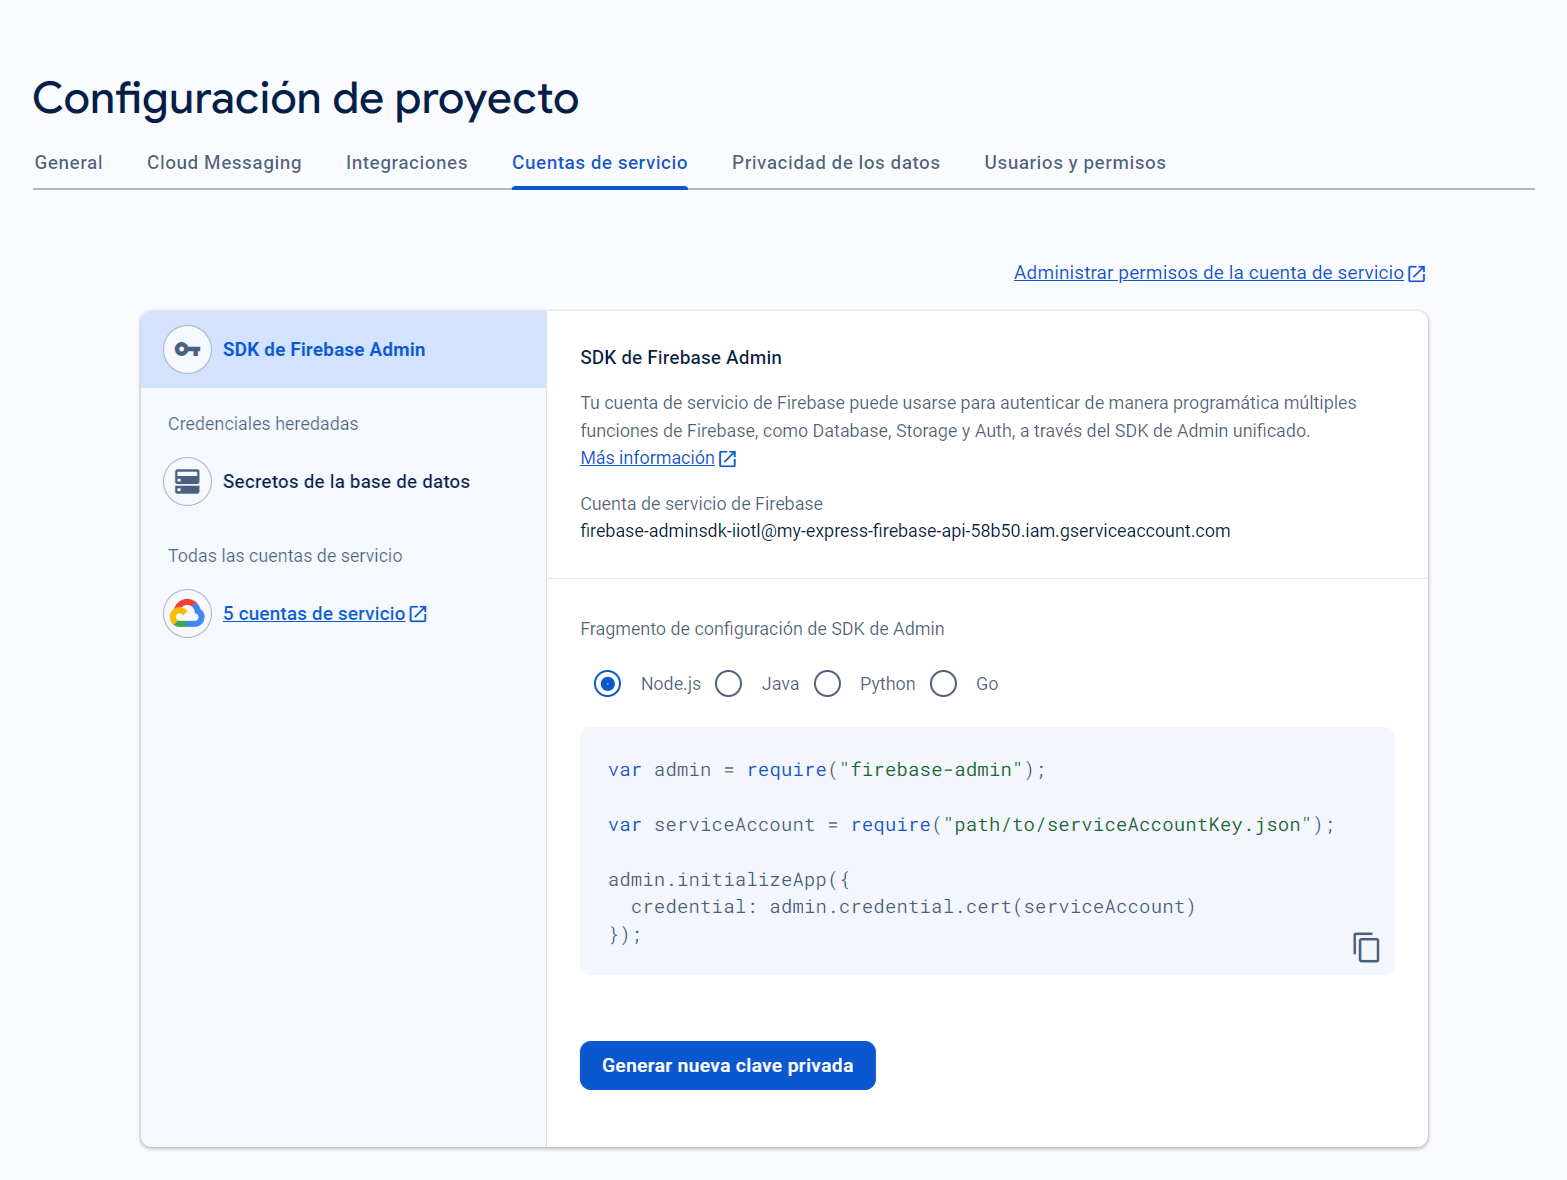 Configuración de proyecto
General
Cloud Messaging
Integraciones
Cuentas de servicio
Privacidad de los datos
Usuarios y permisos
Administrar permisos de la cuenta de servicio
SDK de Firebase Admin
Credenciales heredadas
Secretos de la base de datos
Todas las cuentas de servicio
5 cuentas de servicio
SDK de Firebase Admin
Tu cuenta de servicio de Firebase puede usarse para autenticar de manera programática múltiples
funciones de Firebase, como Database, Storage y Auth, a través del SDK de Admin unificado.
Más información
Cuenta de servicio de Firebase
firebase-adminsdk-iiotl@my-express-firebase-api-58b50.iam.gserviceaccount.com
Fragmento de configuración de SDK de Admin
Node.js
Java
Python
Go
var admin = require("firebase-admin");
var serviceAccount = require("path/to/serviceAccountKey.json");
admin.initializeApp({
  credential: admin.credential.cert(serviceAccount)
});
Generar nueva clave privada